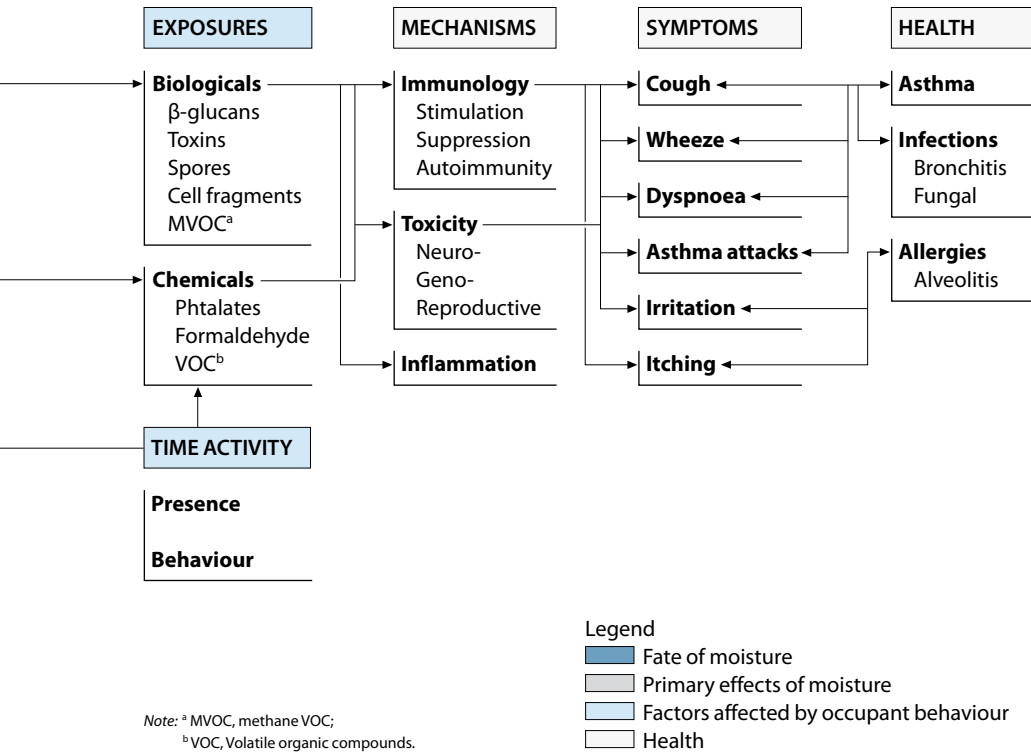 EXPOSURES
Biologicals
β-glucans
Toxins
Spores
Cell fragments
MVOCᵃ
Chemicals
Phtalates
Formaldehyde
VOCᵇ
TIME ACTIVITY
Presence
Behaviour
MECHANISMS
Immunology
Stimulation
Suppression
Autoimmunity
Toxicity
Neuro-
Geno-
Reproductive
Inflammation
SYMPTOMS
Cough
Wheeze
Dyspnoea
Asthma attacks
Irritation
Itching
HEALTH
Asthma
Infections
Bronchitis
Fungal
Allergies
Alveolitis
Legend
Fate of moisture
Primary effects of moisture
Factors affected by occupant behaviour
Health
Note: ᵃ MVOC, methane VOC;
ᵇ VOC, Volatile organic compounds.